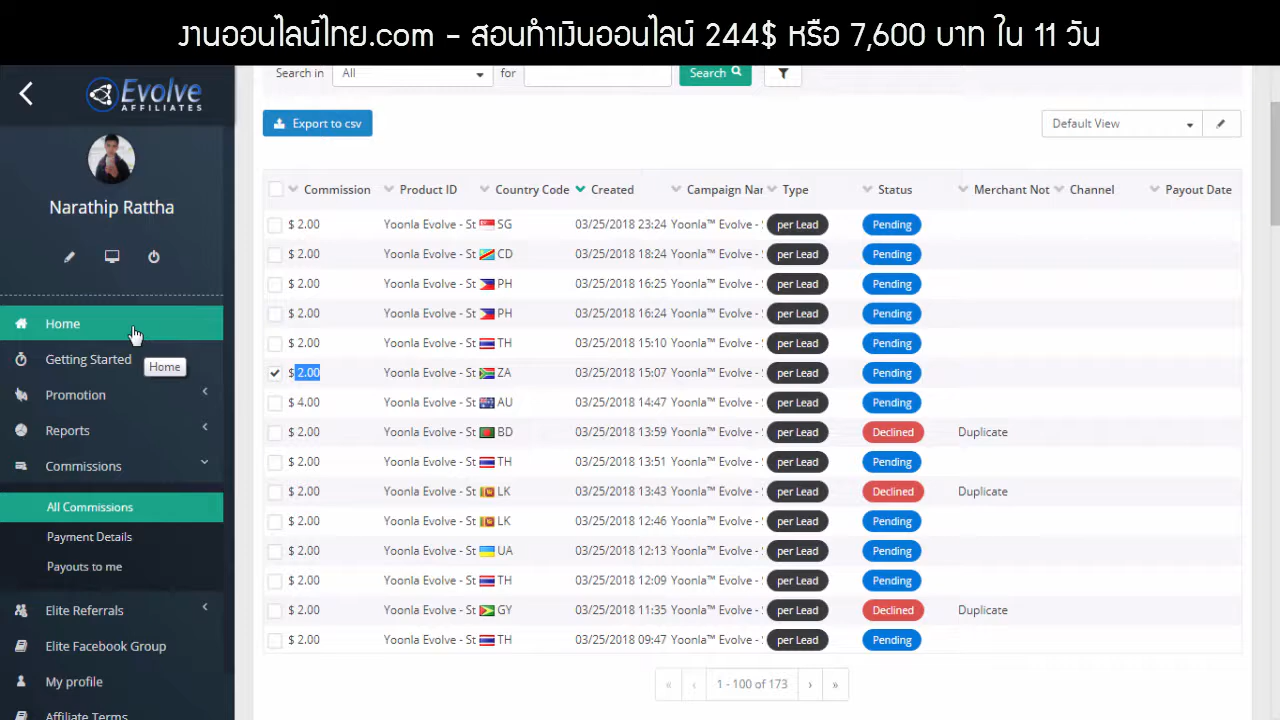 งานออนไลน์ไทย.com - สอนทำเงินออนไลน์ 244$ หรือ 7,600 บาท ใน 11 วัน
Evolve
AFFILIATES
Narathip Rattha
Home
Home
Getting Started
Promotion
Reports
Commissions
All Commissions
Payment Details
Payouts to me
Elite Referrals
Elite Facebook Group
My profile
Affiliate Terms
Search in All for Search
Export to csv Default View
Commission Product ID Country Code Created Campaign Nar Type Status Merchant Not Channel Payout Date
$ 2.00 Yoonla Evolve - St SG 03/25/2018 23:24 Yoonla™ Evolve - per Lead Pending
$ 2.00 Yoonla Evolve - St CD 03/25/2018 18:24 Yoonla™ Evolve - per Lead Pending
$ 2.00 Yoonla Evolve - St PH 03/25/2018 16:25 Yoonla™ Evolve - per Lead Pending
$ 2.00 Yoonla Evolve - St PH 03/25/2018 16:24 Yoonla™ Evolve - per Lead Pending
$ 2.00 Yoonla Evolve - St TH 03/25/2018 15:10 Yoonla™ Evolve - per Lead Pending
$ 2.00 Yoonla Evolve - St ZA 03/25/2018 15:07 Yoonla™ Evolve - per Lead Pending
$ 4.00 Yoonla Evolve - St AU 03/25/2018 14:47 Yoonla™ Evolve - per Lead Pending
$ 2.00 Yoonla Evolve - St BD 03/25/2018 13:59 Yoonla™ Evolve - per Lead Declined Duplicate
$ 2.00 Yoonla Evolve - St TH 03/25/2018 13:51 Yoonla™ Evolve - per Lead Pending
$ 2.00 Yoonla Evolve - St LK 03/25/2018 13:43 Yoonla™ Evolve - per Lead Declined Duplicate
$ 2.00 Yoonla Evolve - St LK 03/25/2018 12:46 Yoonla™ Evolve - per Lead Pending
$ 2.00 Yoonla Evolve - St UA 03/25/2018 12:13 Yoonla™ Evolve - per Lead Pending
$ 2.00 Yoonla Evolve - St TH 03/25/2018 12:09 Yoonla™ Evolve - per Lead Pending
$ 2.00 Yoonla Evolve - St GY 03/25/2018 11:35 Yoonla™ Evolve - per Lead Declined Duplicate
$ 2.00 Yoonla Evolve - St TH 03/25/2018 09:47 Yoonla™ Evolve - per Lead Pending
« ‹ 1 - 100 of 173 › »